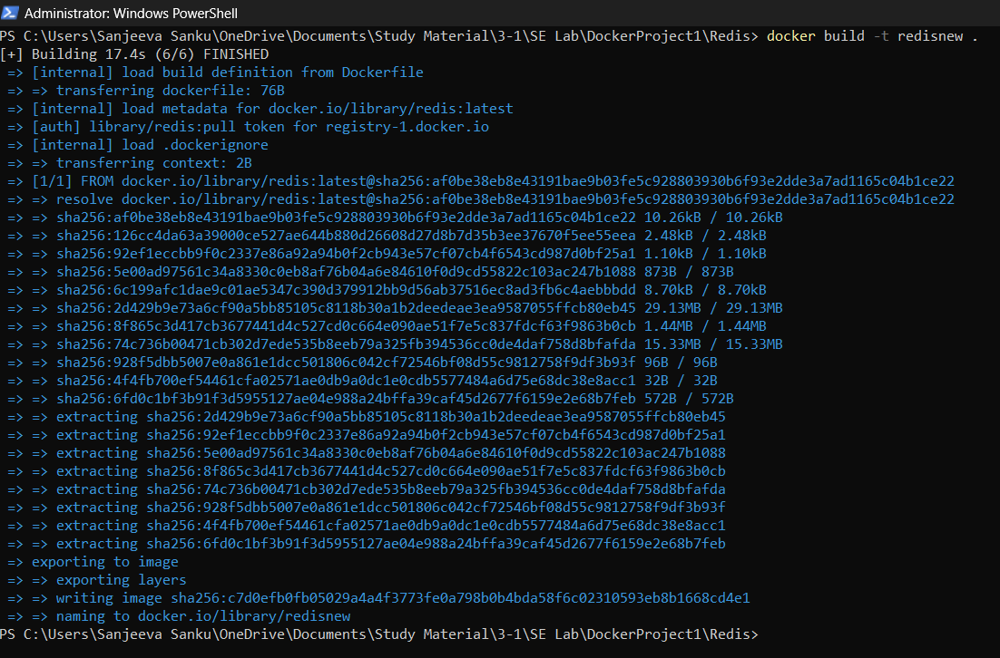 Administrator: Windows PowerShell
PS C:\Users\Sanjeeva Sanku\OneDrive\Documents\Study Material\3-1\SE Lab\DockerProject1\Redis> docker build -t redisnew .
[+] Building 17.4s (6/6) FINISHED
=> [internal] load build definition from Dockerfile
=> => transferring dockerfile: 76B
=> [internal] load metadata for docker.io/library/redis:latest
=> [auth] library/redis:pull token for registry-1.docker.io
=> [internal] load .dockerignore
=> => transferring context: 2B
=> [1/1] FROM docker.io/library/redis:latest@sha256:af0be38eb8e43191bae9b03fe5c928803930b6f93e2dde3a7ad1165c04b1ce22
=> => resolve docker.io/library/redis:latest@sha256:af0be38eb8e43191bae9b03fe5c928803930b6f93e2dde3a7ad1165c04b1ce22
=> => sha256:af0be38eb8e43191bae9b03fe5c928803930b6f93e2dde3a7ad1165c04b1ce22 10.26kB / 10.26kB
=> => sha256:126cc4da63a39000ce527ae644b880d26608d27d8b7d35b3ee37670f5ee55eea 2.48kB / 2.48kB
=> => sha256:92ef1eccbb9f0c2337e86a92a94b0f2cb943e57cf07cb4f6543cd987d0bf25a1 1.10kB / 1.10kB
=> => sha256:5e00ad97561c34a8330c0eb8af76b04a6e84610f0d9cd55822c103ac247b1088 873B / 873B
=> => sha256:6c199afc1dae9c01ae5347c390d379912bb9d56ab37516ec8ad3fb6c4aebbbdd 8.70kB / 8.70kB
=> => sha256:2d429b9e73a6cf90a5bb85105c8118b30a1b2deedeae3ea9587055ffcb80eb45 29.13MB / 29.13MB
=> => sha256:8f865c3d417cb3677441d4c527cd0c664e090ae51f7e5c837fdcf63f9863b0cb 1.44MB / 1.44MB
=> => sha256:74c736b00471cb302d7ede535b8eeb79a325fb394536cc0de4daf758d8bfafda 15.33MB / 15.33MB
=> => sha256:928f5dbb5007e0a861e1dcc501806c042cf72546bf08d55c9812758f9df3b93f 96B / 96B
=> => sha256:4f4fb700ef54461cfa02571ae0db9a0dc1e0cdb5577484a6d75e68dc38e8acc1 32B / 32B
=> => sha256:6fd0c1bf3b91f3d5955127ae04e988a24bffa39caf45d2677f6159e2e68b7feb 572B / 572B
=> => extracting sha256:2d429b9e73a6cf90a5bb85105c8118b30a1b2deedeae3ea9587055ffcb80eb45
=> => extracting sha256:92ef1eccbb9f0c2337e86a92a94b0f2cb943e57cf07cb4f6543cd987d0bf25a1
=> => extracting sha256:5e00ad97561c34a8330c0eb8af76b04a6e84610f0d9cd55822c103ac247b1088
=> => extracting sha256:8f865c3d417cb3677441d4c527cd0c664e090ae51f7e5c837fdcf63f9863b0cb
=> => extracting sha256:74c736b00471cb302d7ede535b8eeb79a325fb394536cc0de4daf758d8bfafda
=> => extracting sha256:928f5dbb5007e0a861e1dcc501806c042cf72546bf08d55c9812758f9df3b93f
=> => extracting sha256:4f4fb700ef54461cfa02571ae0db9a0dc1e0cdb5577484a6d75e68dc38e8acc1
=> => extracting sha256:6fd0c1bf3b91f3d5955127ae04e988a24bffa39caf45d2677f6159e2e68b7feb
=> exporting to image
=> => exporting layers
=> => writing image sha256:c7d0efb0fb05029a4a4f3773fe0a798b0b4bda58f6c02310593eb8b1668cd4e1
=> => naming to docker.io/library/redisnew
PS C:\Users\Sanjeeva Sanku\OneDrive\Documents\Study Material\3-1\SE Lab\DockerProject1\Redis>